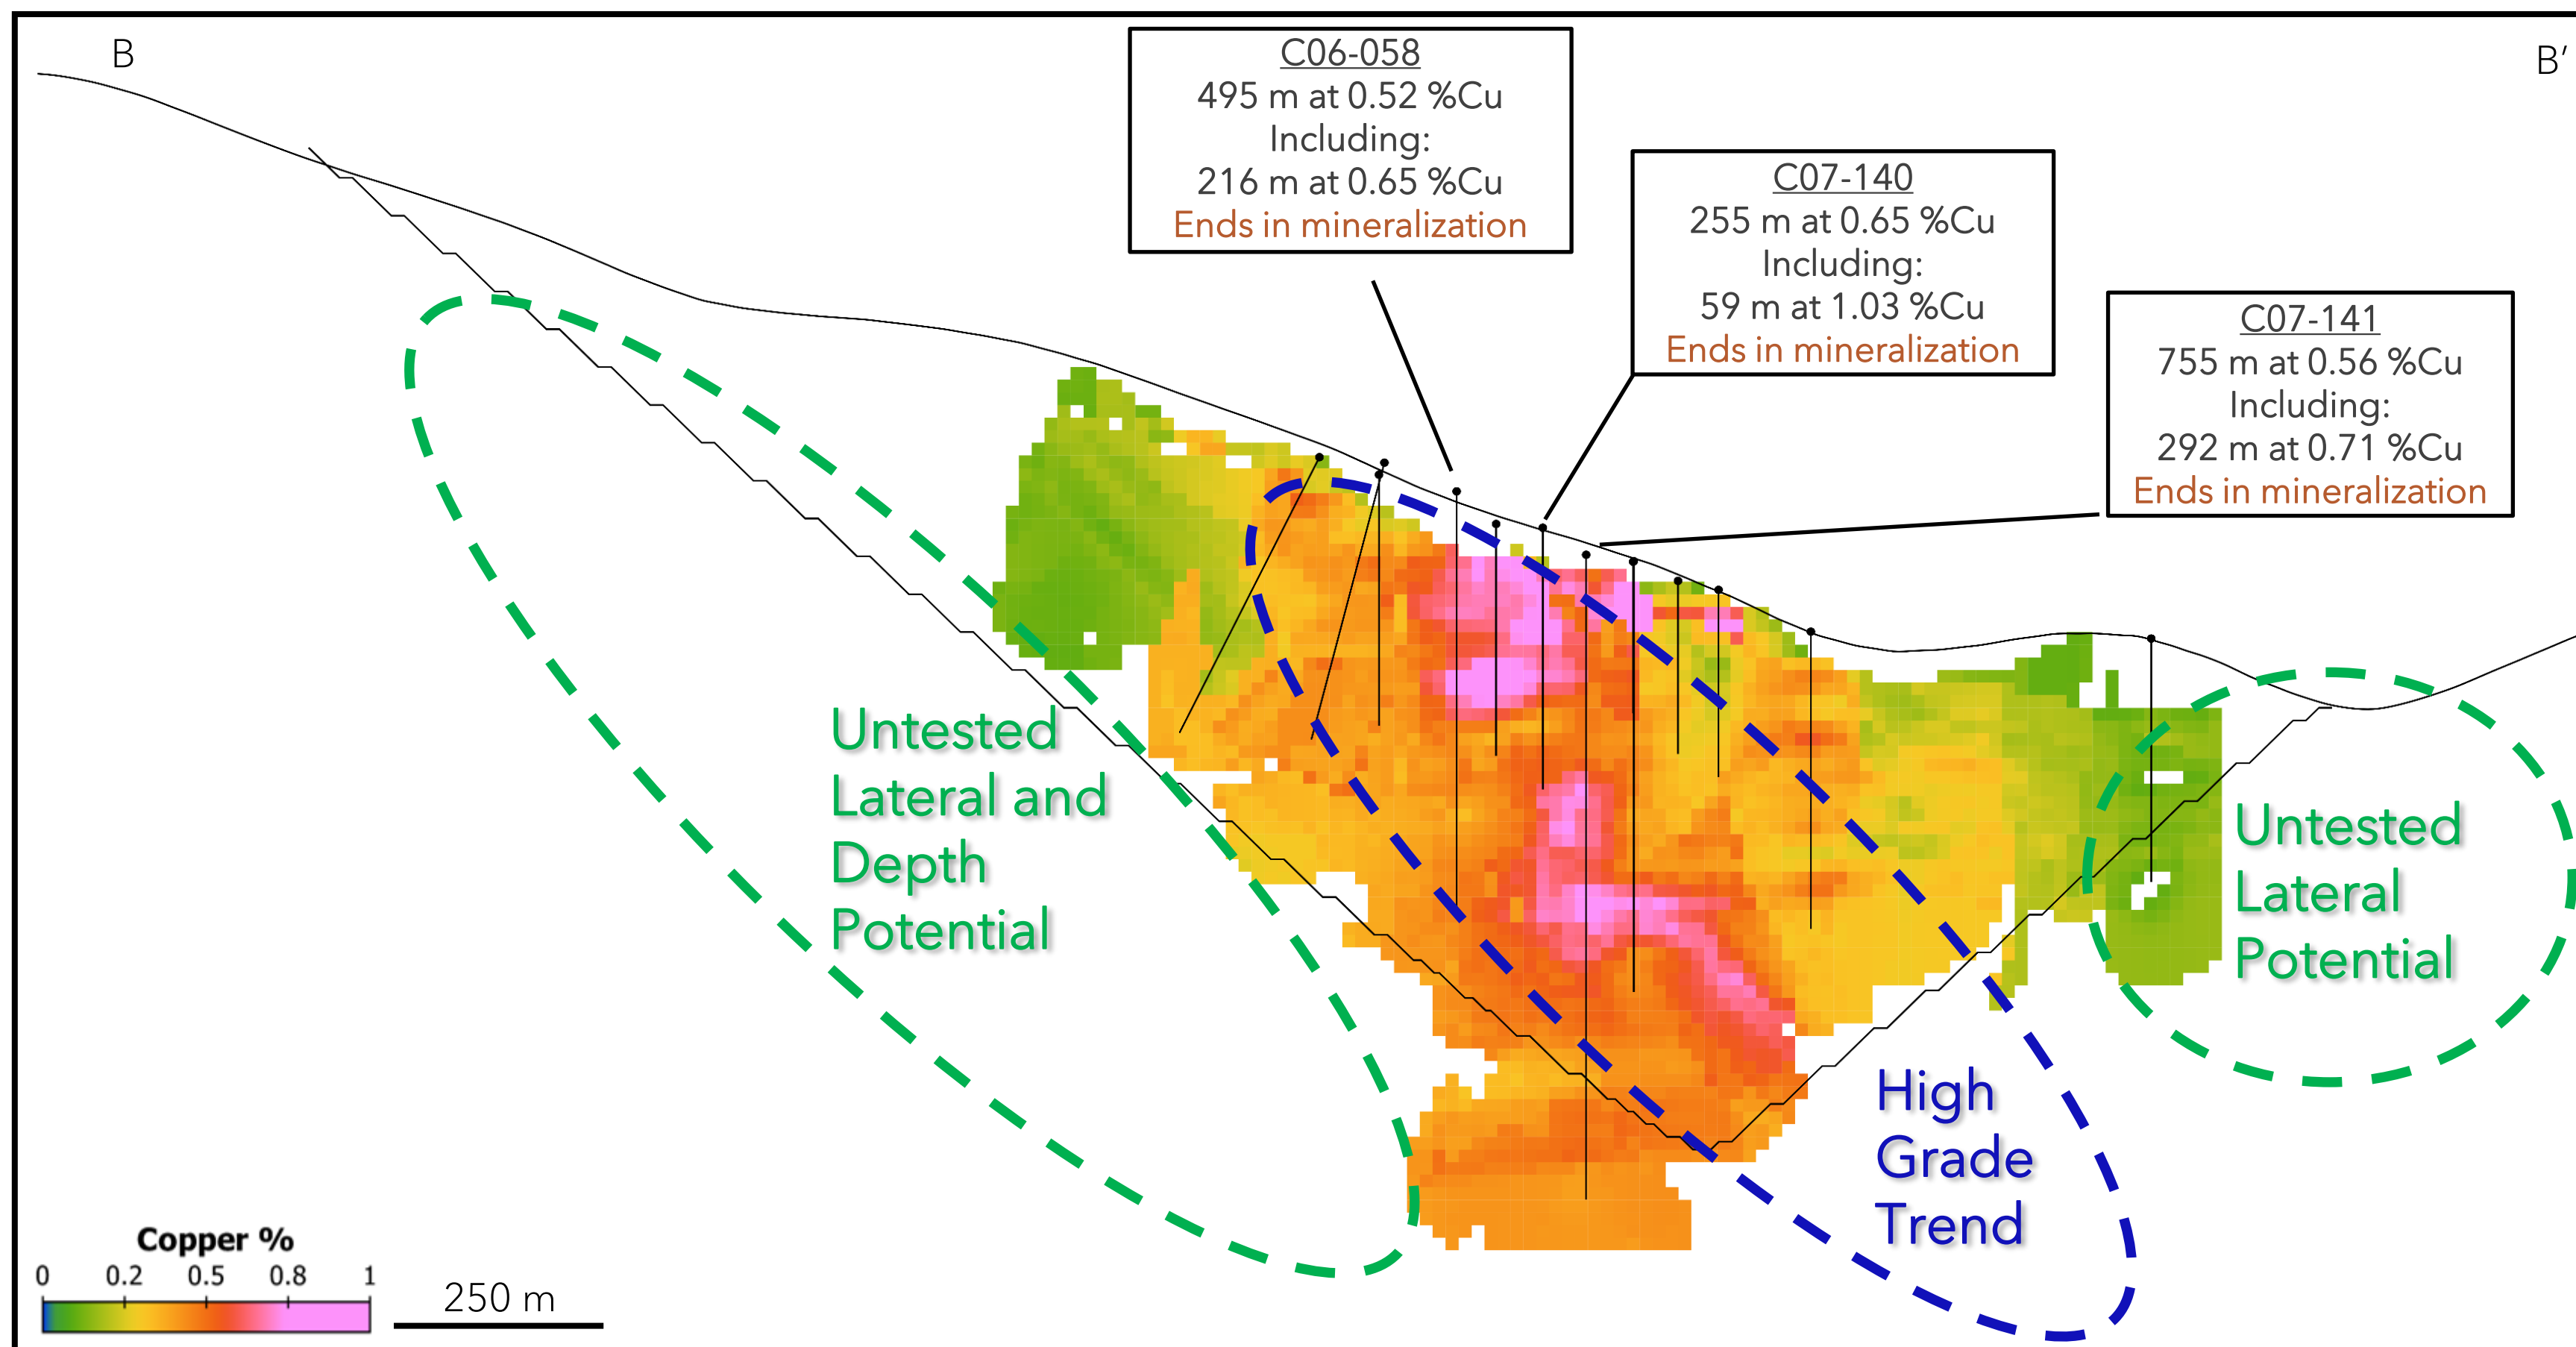 B
B′
C06-058
495 m at 0.52 %Cu
Including:
216 m at 0.65 %Cu
Ends in mineralization
C07-140
255 m at 0.65 %Cu
Including:
59 m at 1.03 %Cu
Ends in mineralization
C07-141
755 m at 0.56 %Cu
Including:
292 m at 0.71 %Cu
Ends in mineralization
Untested
Lateral and
Depth
Potential
Untested
Lateral
Potential
High
Grade
Trend
Copper %
0 0.2 0.5 0.8 1
250 m